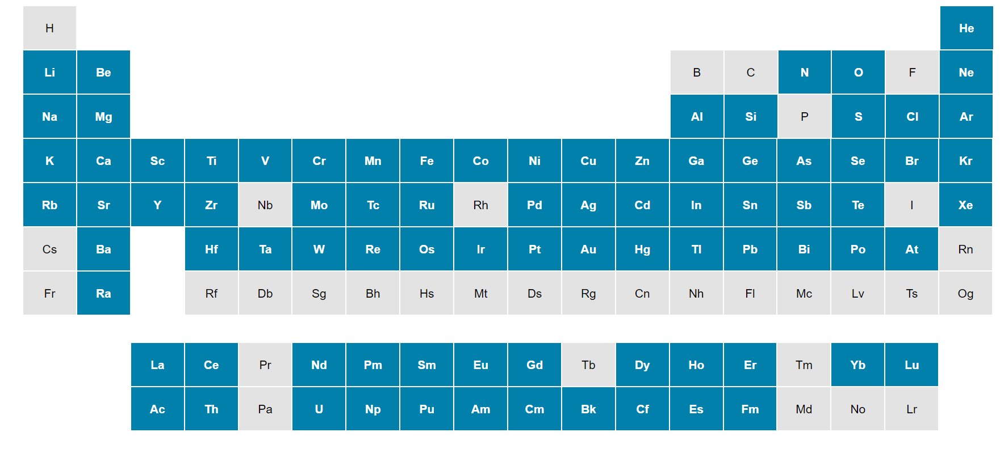 H He
Li Be B C N O F Ne
Na Mg Al Si P S Cl Ar
K Ca Sc Ti V Cr Mn Fe Co Ni Cu Zn Ga Ge As Se Br Kr
Rb Sr Y Zr Nb Mo Tc Ru Rh Pd Ag Cd In Sn Sb Te I Xe
Cs Ba Hf Ta W Re Os Ir Pt Au Hg Tl Pb Bi Po At Rn
Fr Ra Rf Db Sg Bh Hs Mt Ds Rg Cn Nh Fl Mc Lv Ts Og
La Ce Pr Nd Pm Sm Eu Gd Tb Dy Ho Er Tm Yb Lu
Ac Th Pa U Np Pu Am Cm Bk Cf Es Fm Md No Lr